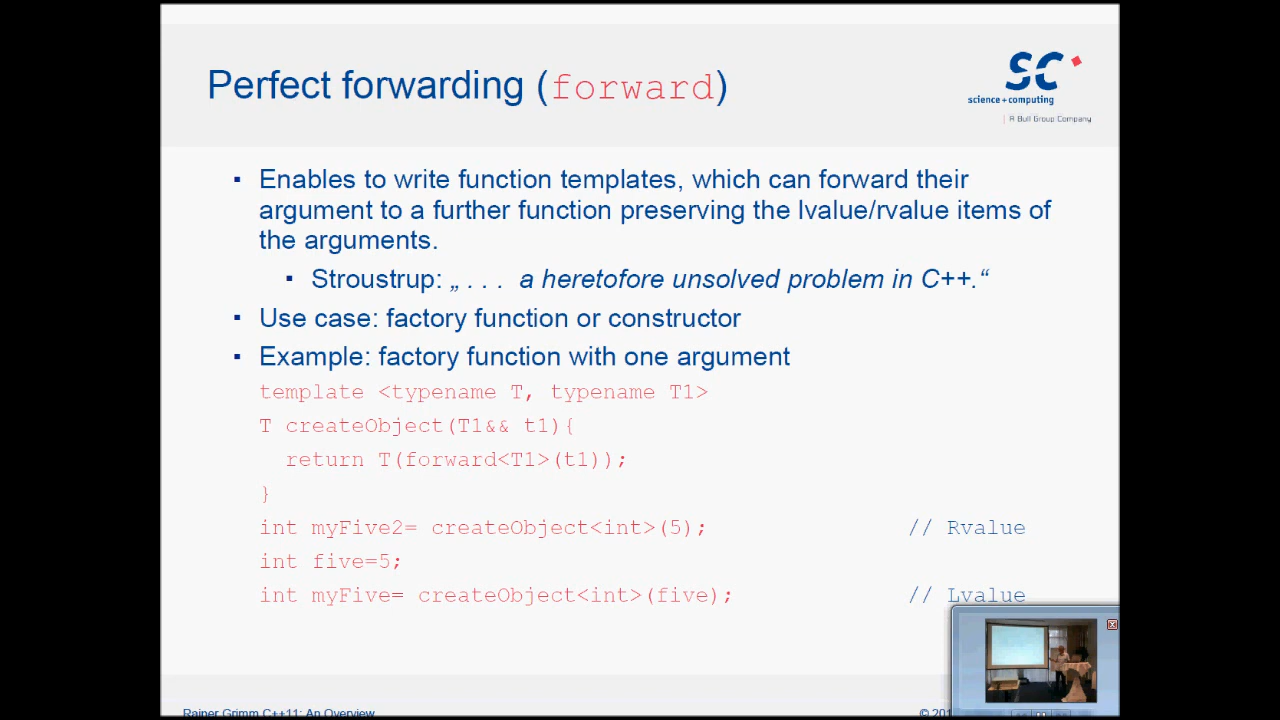 Perfect forwarding (forward)
SC
science + computing
A Bull Group Company
▪ Enables to write function templates, which can forward their
argument to a further function preserving the lvalue/rvalue items of
the arguments.
▪ Stroustrup: „ . . . a heretofore unsolved problem in C++.“
▪ Use case: factory function or constructor
▪ Example: factory function with one argument
template <typename T, typename T1>
T createObject(T1&& t1){
return T(forward<T1>(t1));
}
int myFive2= createObject<int>(5); // Rvalue
int five=5;
int myFive= createObject<int>(five); // Lvalue
Rainer Grimm C++11: An Overview